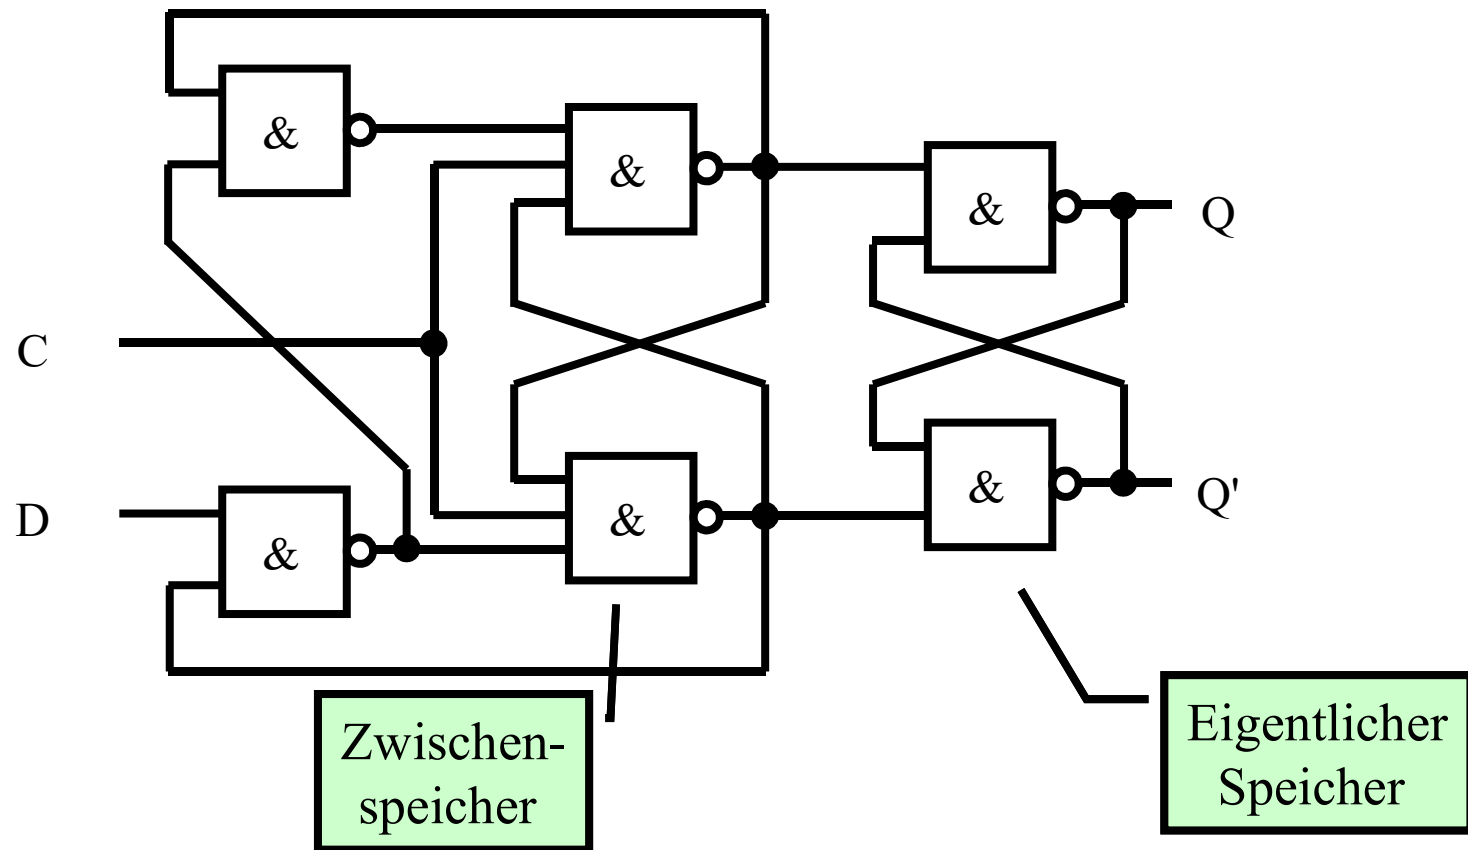 &
&
&
Q
C
D
&
&
&
Q'
Zwischen-
speicher
Eigentlicher
Speicher